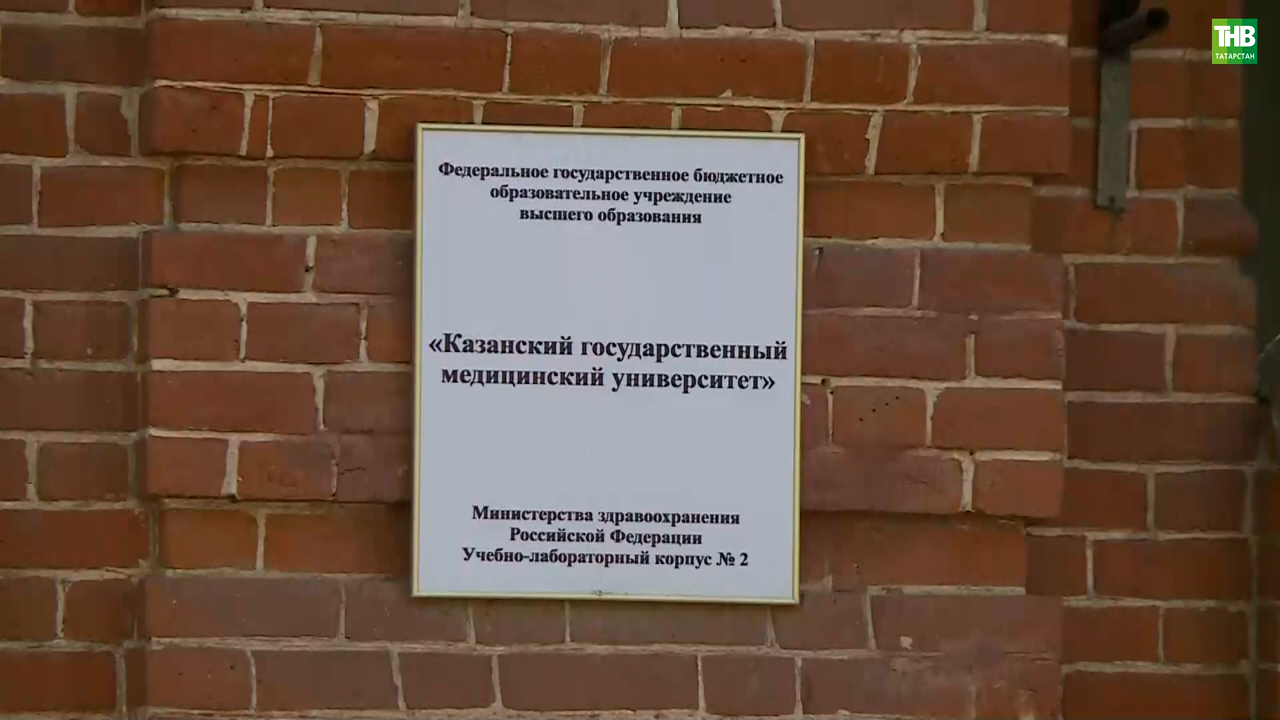 ТНВ
ТАТАРСТАН
Федеральное государственное бюджетное
образовательное учреждение
высшего образования
«Казанский государственный
медицинский университет»
Министерства здравоохранения
Российской Федерации
Учебно-лабораторный корпус № 2